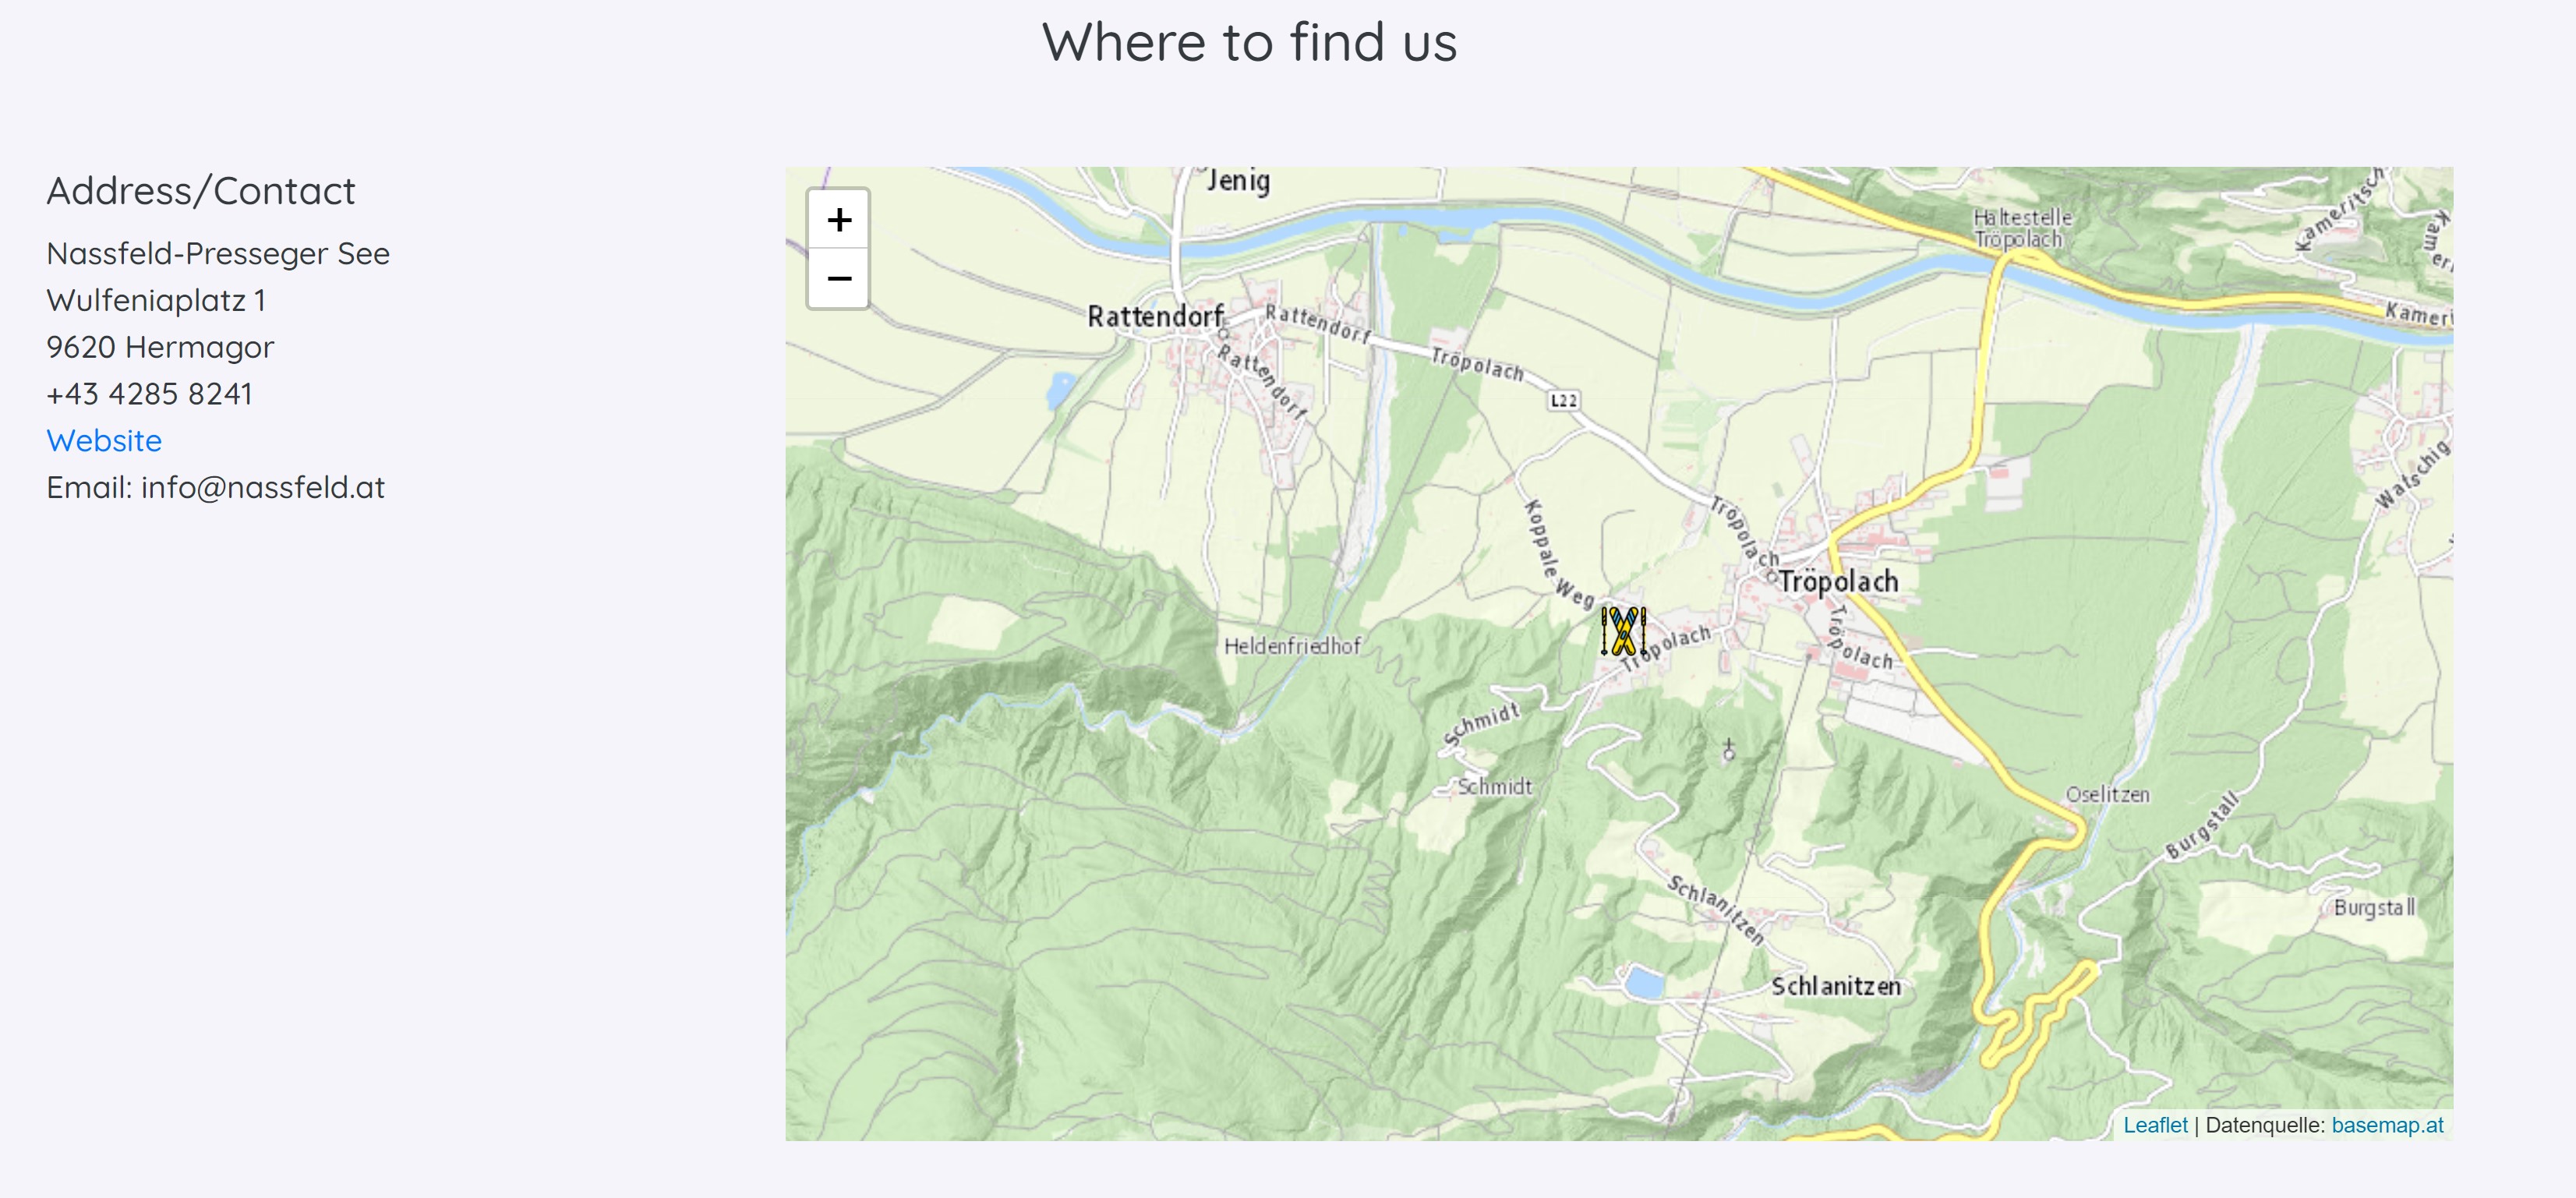 Where to find us
Address/Contact
Nassfeld-Presseger See
Wulfeniaplatz 1
9620 Hermagor
+43 4285 8241
Website
Email: info@nassfeld.at
+
−
Jenig
Haltestelle
Tröpolach
Kameritsch
Rattendorf
Rattendorf
Rattendorf
Tröpolach
L22
Watschig
Koppale Weg
Tröpolach
Tröpolach
Tröpolach
Tröpolach
Heldenfriedhof
Schmidt
Schmidt
Oselitzen
Burgstall
Burgstall
Schlanitzen
Schlanitzen
Leaflet | Datenquelle: basemap.at